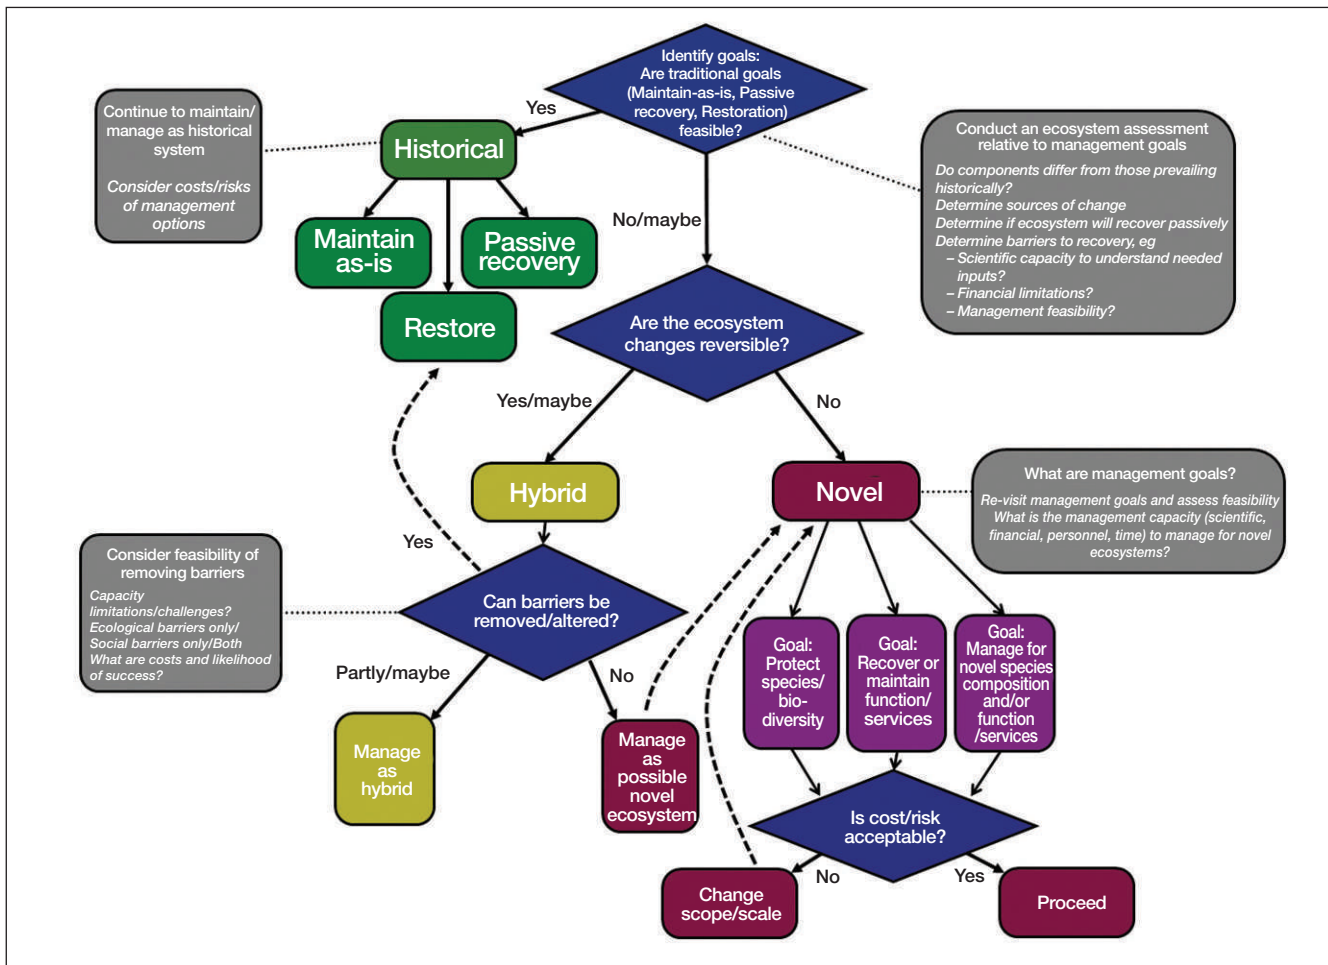 Identify goals:
Are traditional goals
(Maintain-as-is, Passive
recovery, Restoration)
feasible?
Yes
Continue to maintain/
manage as historical
system
Consider costs/risks
of management
options
Historical
Conduct an ecosystem assessment
relative to management goals
Do components differ from those prevailing
historically?
Determine sources of change
Determine if ecosystem will recover passively
Determine barriers to recovery, eg
– Scientific capacity to understand needed
inputs?
– Financial limitations?
– Management feasibility?
No/maybe
Maintain
as-is
Passive
recovery
Restore
Are the ecosystem
changes reversible?
Yes/maybe
No
Hybrid
Novel
What are management goals?
Re-visit management goals and assess feasibility
What is the management capacity (scientific,
financial, personnel, time) to manage for novel
ecosystems?
Yes
Consider feasibility of
removing barriers
Capacity
limitations/challenges?
Ecological barriers only/
Social barriers only/Both
What are costs and likelihood
of success?
Can barriers be
removed/altered?
Partly/maybe
No
Goal:
Protect
species/
bio-
diversity
Goal:
Recover or
maintain
function/
services
Goal:
Manage for
novel species
composition
and/or
function
/services
Manage
as
hybrid
Manage
as
possible
novel
ecosystem
Is cost/risk
acceptable?
No
Yes
Change
scope/scale
Proceed